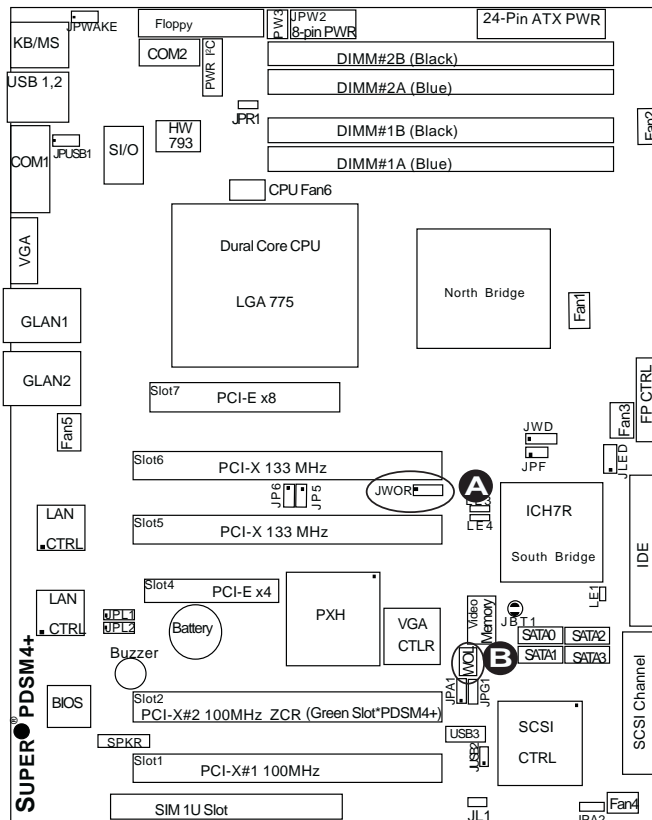 JPWAKE
Floppy
PW3
JPW2
8-pin PWR
24-Pin ATX PWR
KB/MS
COM2
PWR I²C
DIMM#2B (Black)
USB 1,2
DIMM#2A (Blue)
JPR1
Fan2
HW
793
DIMM#1B (Black)
JPUSB1
SI/O
COM1
DIMM#1A (Blue)
CPU Fan6
VGA
Dural Core CPU
LGA 775
North Bridge
Fan1
GLAN1
GLAN2
Slot7
PCI-E x8
FP CTRL
Fan3
Fan5
JWD
JPF
JLED
Slot6
PCI-X 133 MHz
JP6
JP5
JWOR
A
LE4
ICH7R
South Bridge
LAN
CTRL
Slot5
PCI-X 133 MHz
IDE
Slot4
PCI-E x4
LE1
LAN
CTRL
JPL1
JPL2
Battery
PXH
VGA
CTLR
Video
Memory
JBT1
SATA0
SATA2
SATA1
SATA3
WOL
B
Buzzer
BIOS
JPA1
JPG1
SCSI Channel
Slot2
PCI-X#2 100MHz ZCR (Green Slot*PDSM4+)
USB3
SCSI
CTRL
SPKR
JUSB2
Slot1
PCI-X#1 100MHz
SIM 1U Slot
JL1
JPA2
Fan4
SUPER® PDSM4+